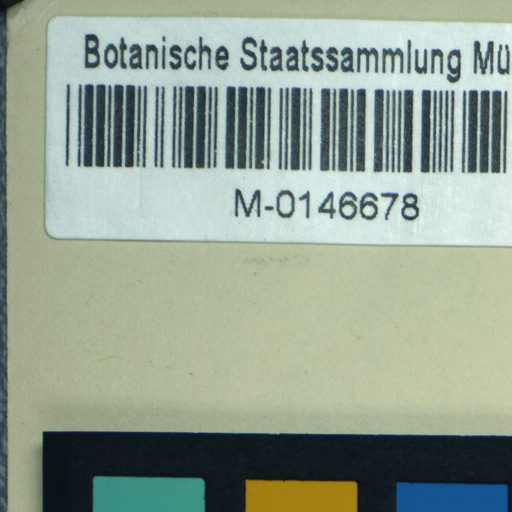 Botanische Staatssammlung Mü
M-0146678